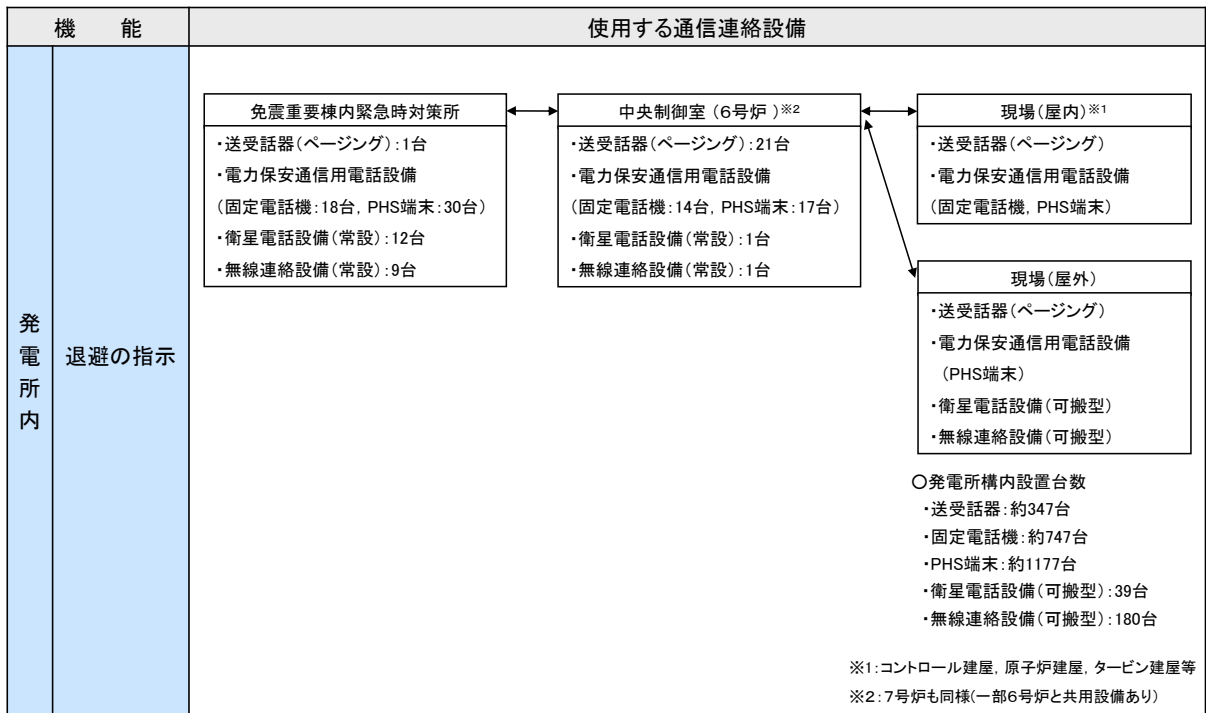 機　能
使用する通信連絡設備
発電所内
退避の指示
免震重要棟内緊急時対策所
・送受話器(ページング):1台
・電力保安通信用電話設備
(固定電話機:18台, PHS端末:30台)
・衛星電話設備(常設):12台
・無線連絡設備(常設):9台
中央制御室(6号炉)※2
・送受話器(ページング):21台
・電力保安通信用電話設備
(固定電話機:14台, PHS端末:17台)
・衛星電話設備(常設):1台
・無線連絡設備(常設):1台
現場(屋内)※1
・送受話器(ページング)
・電力保安通信用電話設備
(固定電話機, PHS端末)
現場(屋外)
・送受話器(ページング)
・電力保安通信用電話設備
(PHS端末)
・衛星電話設備(可搬型)
・無線連絡設備(可搬型)
○発電所構内設置台数
・送受話器:約347台
・固定電話機:約747台
・PHS端末:約1177台
・衛星電話設備(可搬型):39台
・無線連絡設備(可搬型):180台
※1:コントロール建屋, 原子炉建屋, タービン建屋等
※2:7号炉も同様(一部6号炉と共用設備あり)